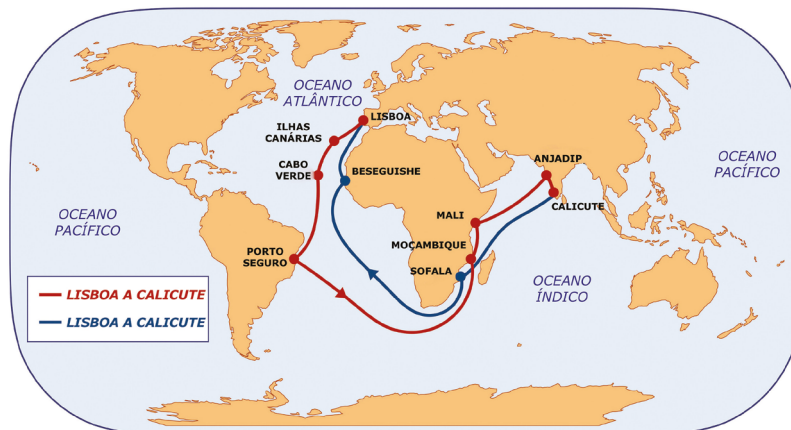 OCEANO
ATLÂNTICO
LISBOA
ILHAS
CANÁRIAS
CABO
VERDE
BESEGUISHE
ANJADIP
OCEANO
PACÍFICO
CALICUTE
OCEANO
PACÍFICO
MALI
MOÇAMBIQUE
PORTO
SEGURO
SOFALA
OCEANO
ÍNDICO
LISBOA A CALICUTE
LISBOA A CALICUTE